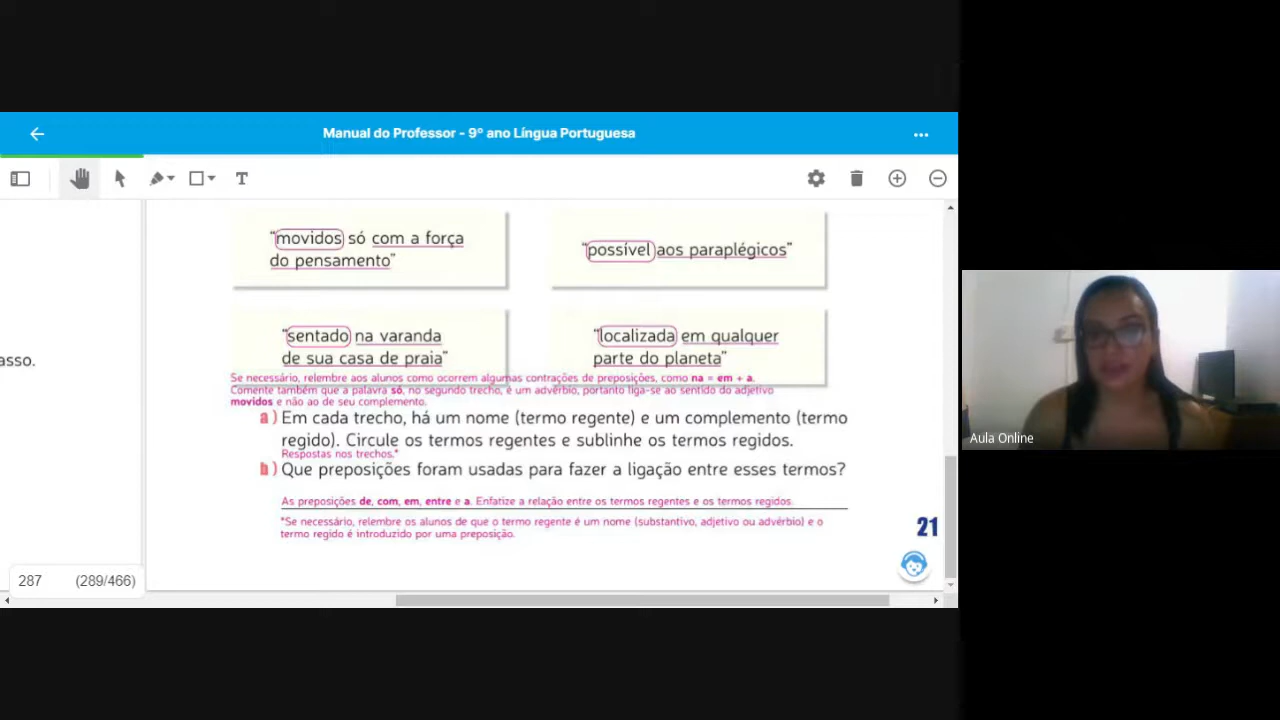 Manual do Professor - 9º ano Língua Portuguesa
T
"movidos só com a força
do pensamento"
"possível aos paraplégicos"
"sentado na varanda
de sua casa de praia"
"localizada em qualquer
parte do planeta"
asso.
Se necessário, relembre aos alunos como ocorrem algumas contrações de preposições, como na = em + a.
Comente também que a palavra só, no segundo trecho, é um advérbio, portanto liga-se ao sentido do adjetivo
movidos e não ao de seu complemento.
a) Em cada trecho, há um nome (termo regente) e um complemento (termo
regido). Circule os termos regentes e sublinhe os termos regidos.
Respostas nos trechos.*
b) Que preposições foram usadas para fazer a ligação entre esses termos?
As preposições de, com, em, entre e a. Enfatize a relação entre os termos regentes e os termos regidos.
*Se necessário, relembre os alunos de que o termo regente é um nome (substantivo, adjetivo ou advérbio) e o
termo regido é introduzido por uma preposição.
21
287 (289/466)
Aula Online